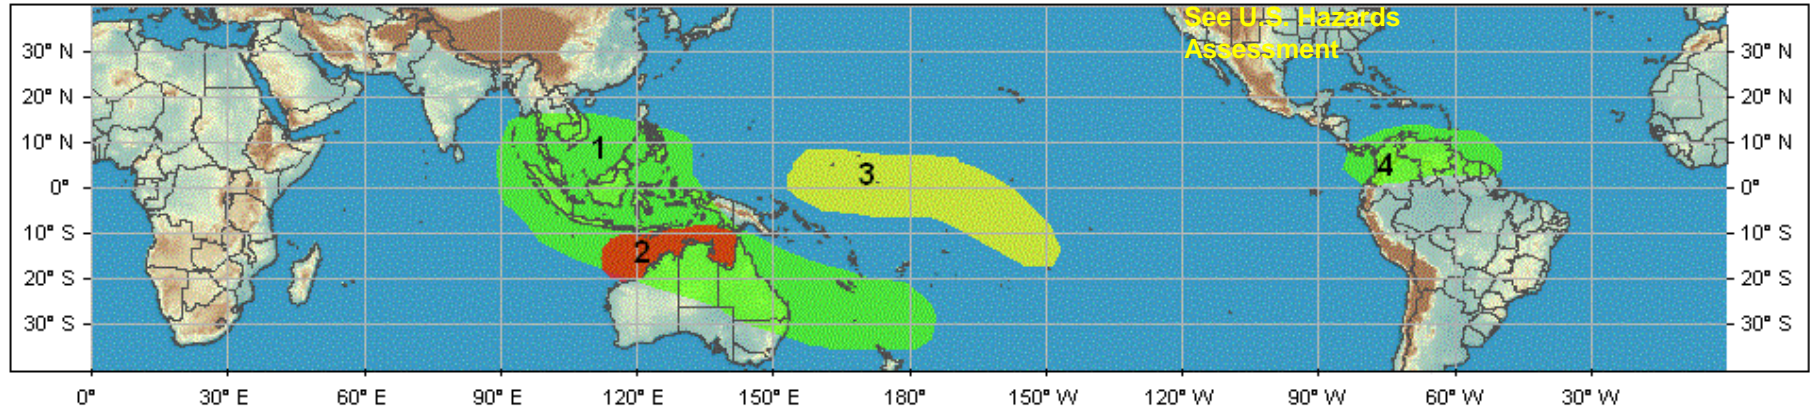 See U.S. Hazards
Assessment
30° N 30° N
20° N 20° N
10° N 1 10° N
3 4
0° 0°
10° S 2 10° S
20° S 20° S
30° S 30° S
0° 30° E 60° E 90° E 120° E 150° E 180° 150° W 120° W 90° W 60° W 30° W